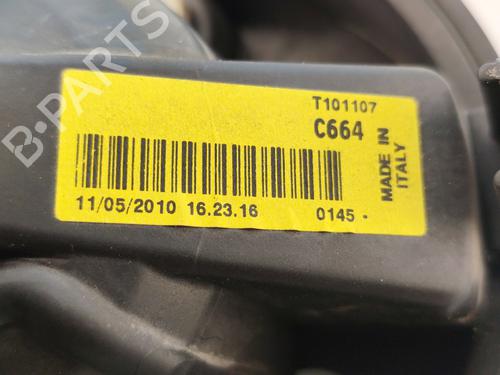 B-PARTS
T101107
C664
MADE IN
ITALY
11/05/2010 16.23.16
0145 -